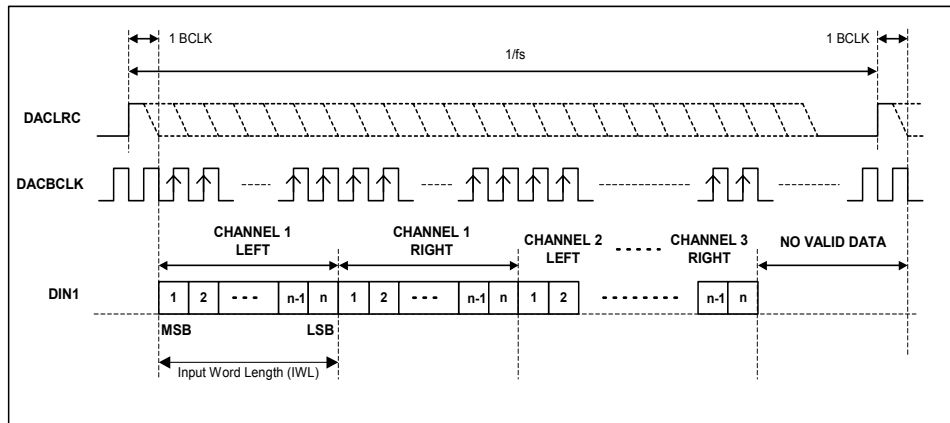 1 BCLK
1 BCLK
1/fs
DACLRC
DACBCLK
CHANNEL 1
LEFT
CHANNEL 1
RIGHT
CHANNEL 2
LEFT
CHANNEL 3
RIGHT
NO VALID DATA
DIN1
1 2 n-1 n 1 2 n-1 n 1 2 n-1 n
MSB
LSB
Input Word Length (IWL)